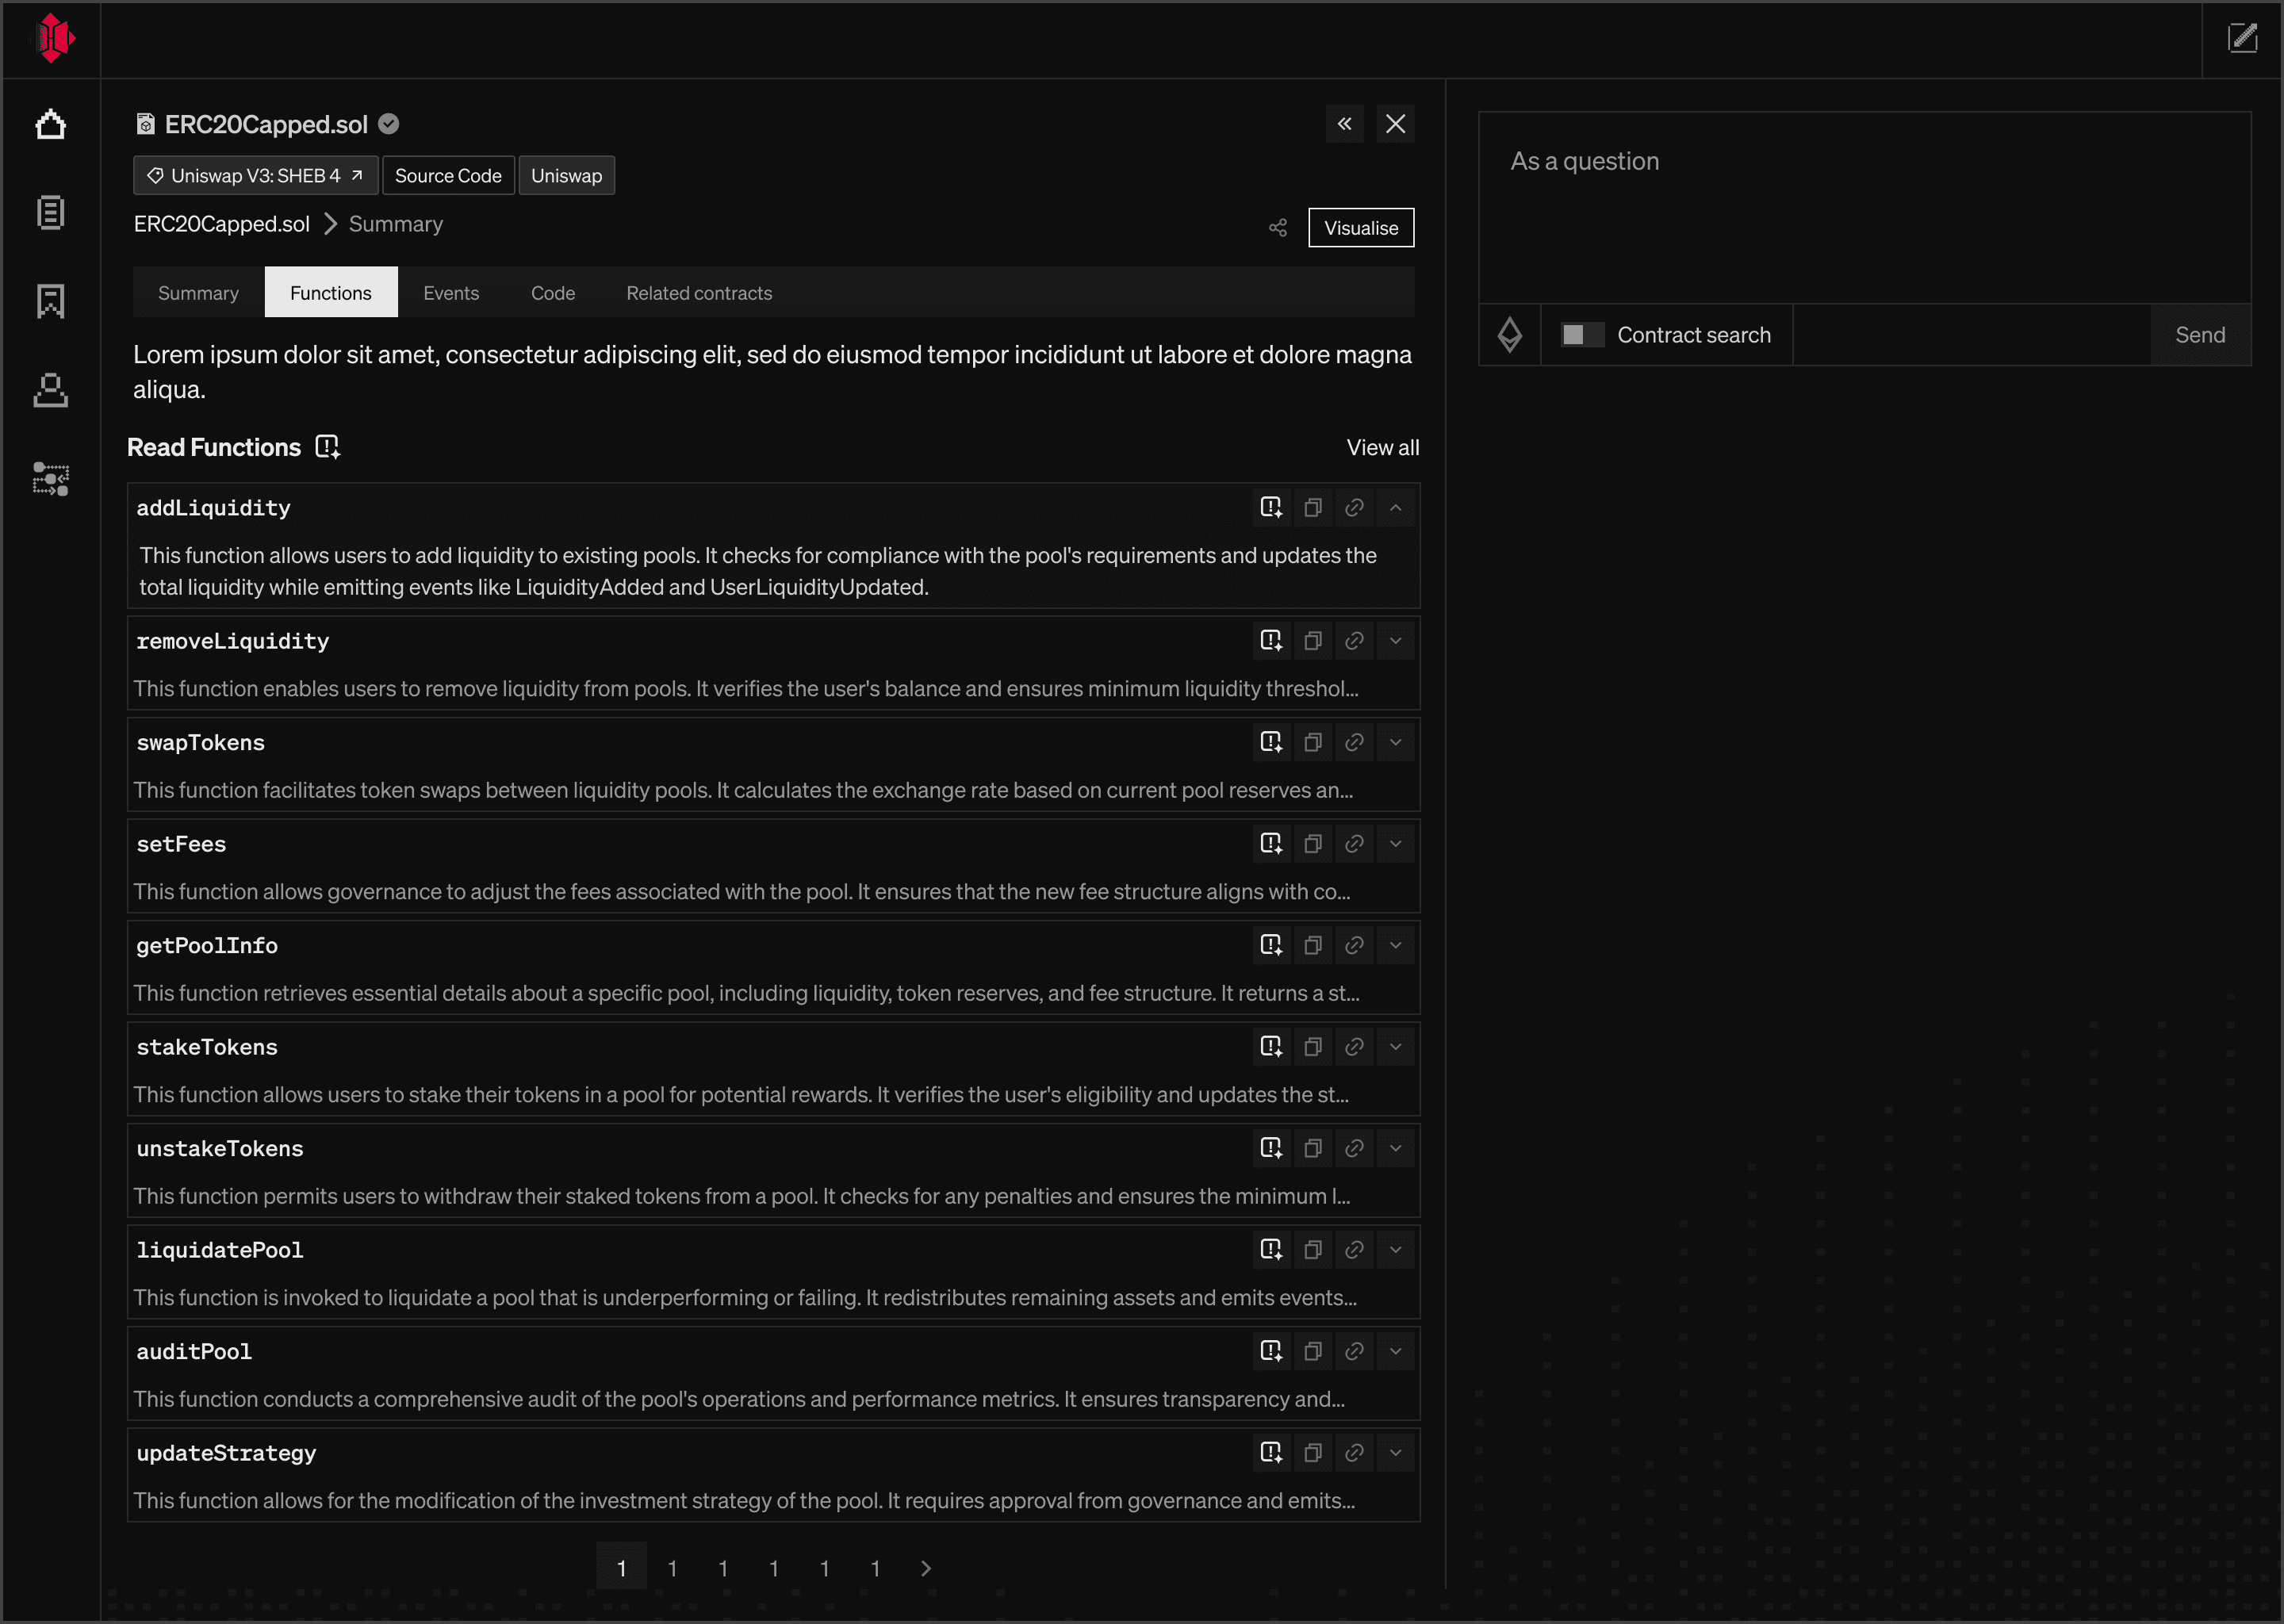 ERC20Capped.sol
Uniswap V3: SHEB 4
Source Code
Uniswap
ERC20Capped.sol
Summary
Visualise
Summary
Functions
Events
Code
Related contracts
Lorem ipsum dolor sit amet, consectetur adipiscing elit, sed do eiusmod tempor incididunt ut labore et dolore magna
aliqua.
Read Functions
View all
addLiquidity
This function allows users to add liquidity to existing pools. It checks for compliance with the pool's requirements and updates the
total liquidity while emitting events like LiquidityAdded and UserLiquidityUpdated.
removeLiquidity
This function enables users to remove liquidity from pools. It verifies the user's balance and ensures minimum liquidity threshol...
swapTokens
This function facilitates token swaps between liquidity pools. It calculates the exchange rate based on current pool reserves an...
setFees
This function allows governance to adjust the fees associated with the pool. It ensures that the new fee structure aligns with co...
getPoolInfo
This function retrieves essential details about a specific pool, including liquidity, token reserves, and fee structure. It returns a st...
stakeTokens
This function allows users to stake their tokens in a pool for potential rewards. It verifies the user's eligibility and updates the st...
unstakeTokens
This function permits users to withdraw their staked tokens from a pool. It checks for any penalties and ensures the minimum l...
liquidatePool
This function is invoked to liquidate a pool that is underperforming or failing. It redistributes remaining assets and emits events...
auditPool
This function conducts a comprehensive audit of the pool's operations and performance metrics. It ensures transparency and...
updateStrategy
This function allows for the modification of the investment strategy of the pool. It requires approval from governance and emits...
1 1 1 1 1 1
As a question
Contract search
Send